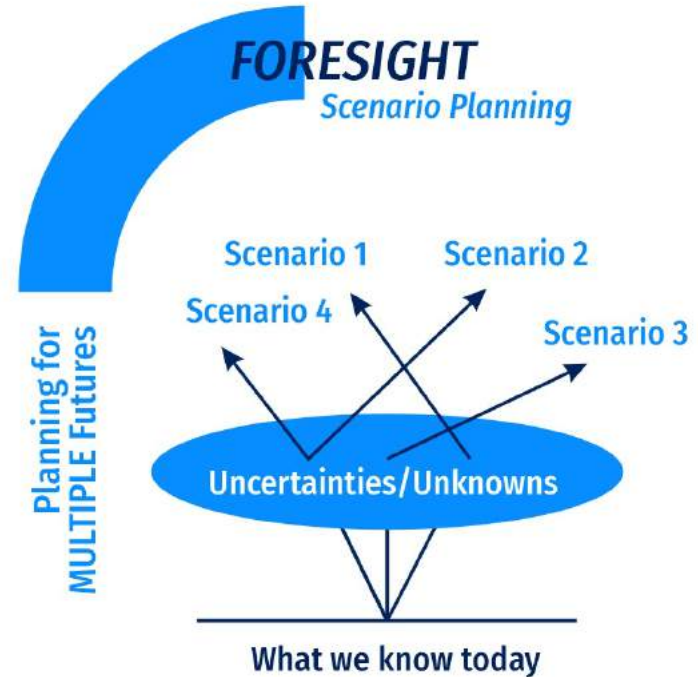 FORESIGHT
Scenario Planning
Scenario 1
Scenario 2
Scenario 4
Scenario 3
Planning for
MULTIPLE Futures
Uncertainties/Unknowns
What we know today